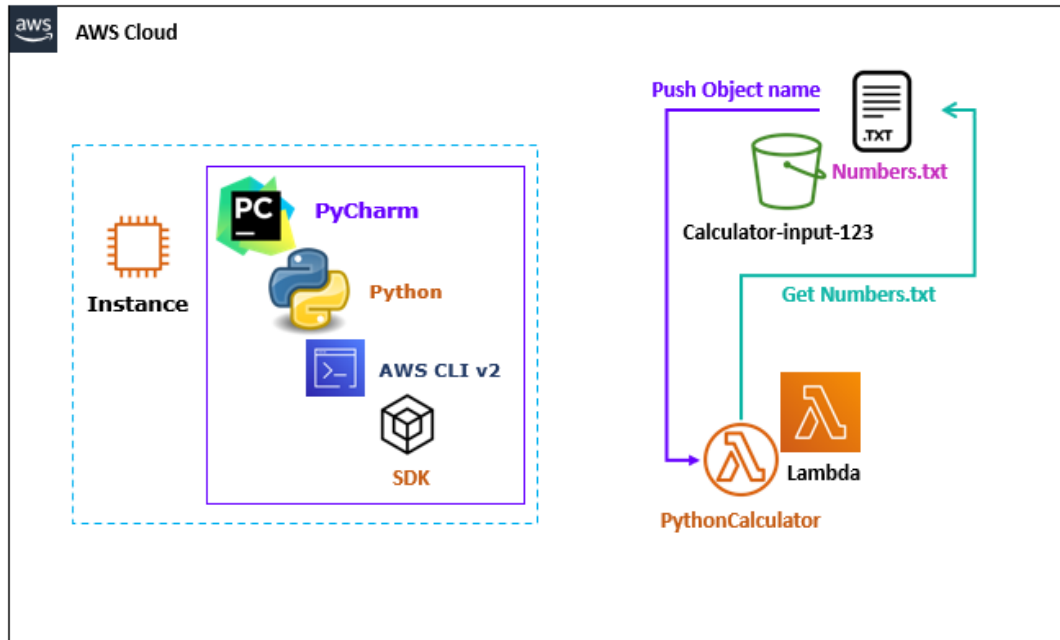 aws
AWS Cloud
Push Object name
.TXT
Numbers.txt
Calculator-input-123
Get Numbers.txt
PC
PyCharm
Python
Instance
AWS CLI v2
SDK
Lambda
PythonCalculator